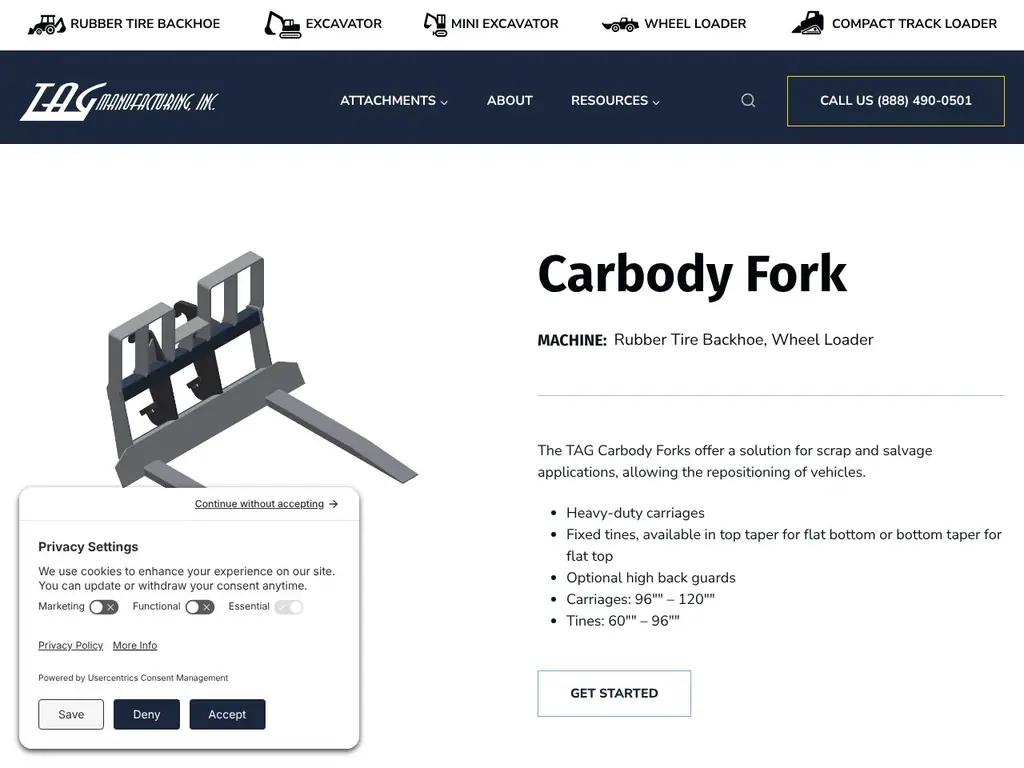 RUBBER TIRE BACKHOE
EXCAVATOR
MINI EXCAVATOR
WHEEL LOADER
COMPACT TRACK LOADER
TAG MANUFACTURING, INC.
ATTACHMENTS
ABOUT
RESOURCES
CALL US (888) 490-0501
Carbody Fork
MACHINE: Rubber Tire Backhoe, Wheel Loader
The TAG Carbody Forks offer a solution for scrap and salvage
applications, allowing the repositioning of vehicles.
• Heavy-duty carriages
• Fixed tines, available in top taper for flat bottom or bottom taper for
flat top
• Optional high back guards
• Carriages: 96"" – 120""
• Tines: 60"" – 96""
GET STARTED
Continue without accepting →
Privacy Settings
We use cookies to enhance your experience on our site.
You can update or withdraw your consent anytime.
Marketing Functional Essential
Privacy Policy More Info
Powered by Usercentrics Consent Management
Save Deny Accept